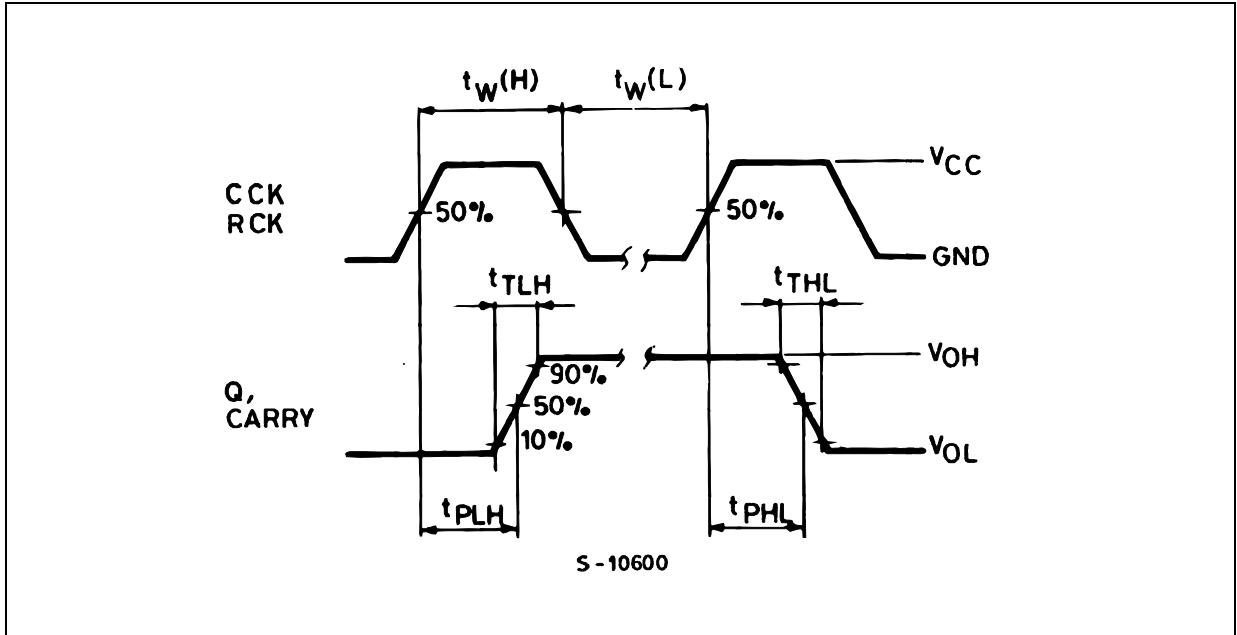 tW(H)
tW(L)
VCC
CCK
RCK
50%
50%
GND
tTLH
tTHL
VOH
90%
Q,
CARRY
50%
10%
VOL
tPLH
tPHL
S-10600